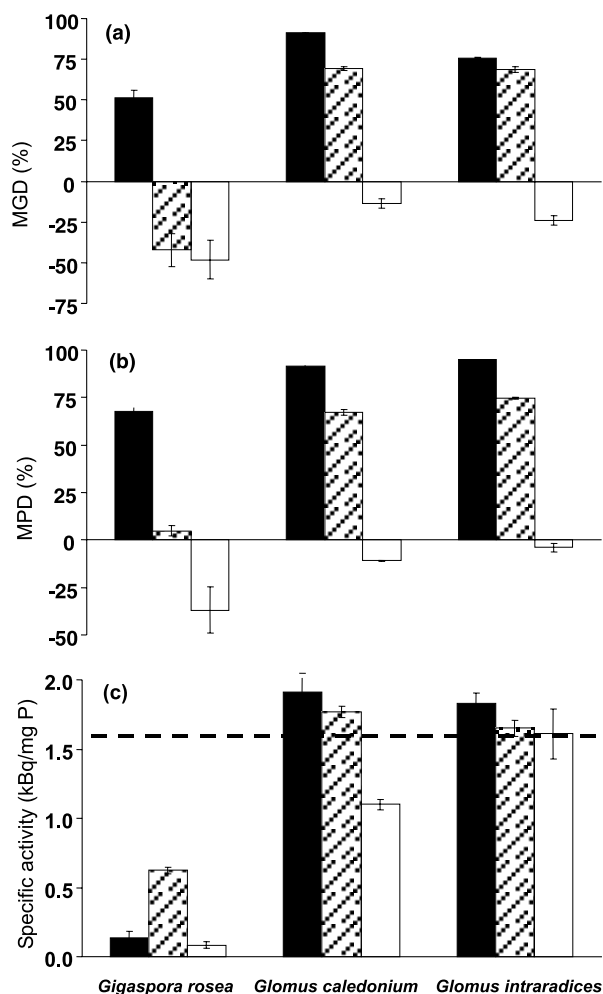 (a)
MGD (%)
100
75
50
25
0
-25
-50
-75
(b)
MPD (%)
100
75
50
25
0
-25
-50
(c)
Specific activity (kBq/mg P)
2.0
1.5
1.0
0.5
0.0
Gigaspora rosea Glomus caledonium Glomus intraradices